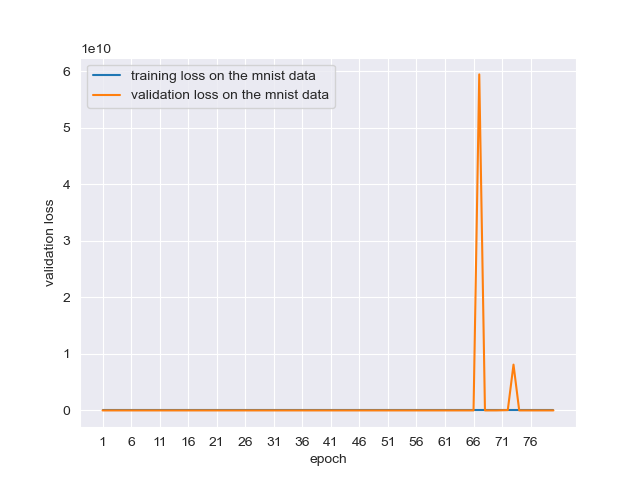 1e10
training loss on the mnist data
validation loss on the mnist data
6
5
4
3
2
1
0
validation loss
1 6 11 16 21 26 31 36 41 46 51 56 61 66 71 76
epoch